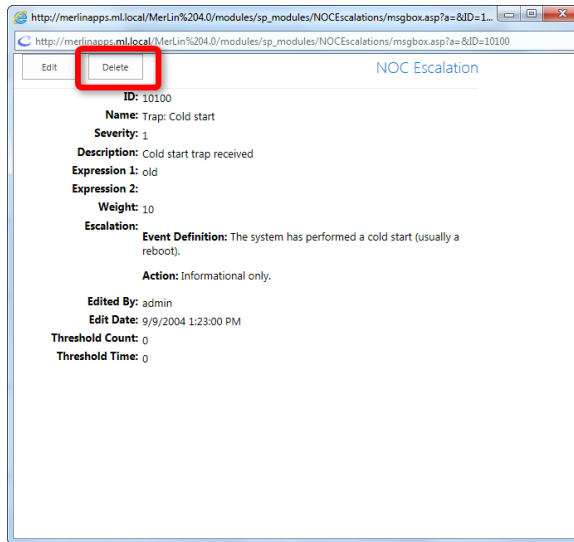 http://merlinapps.ml.local/MerLin%204.0/modules/sp_modules/NOCEscalations/msgbox.asp?a=&ID=1...
http://merlinapps.ml.local/MerLin%204.0/modules/sp_modules/NOCEscalations/msgbox.asp?a=&ID=10100
Edit Delete NOC Escalation
ID: 10100
Name: Trap: Cold start
Severity: 1
Description: Cold start trap received
Expression 1: old
Expression 2:
Weight: 10
Escalation:
Event Definition: The system has performed a cold start (usually a
reboot).
Action: Informational only.
Edited By: admin
Edit Date: 9/9/2004 1:23:00 PM
Threshold Count: 0
Threshold Time: 0